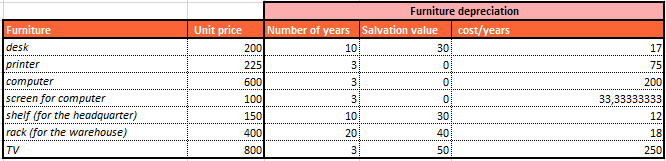 Furniture depreciation
Furniture Unit price Number of years Salvation value cost/years
desk 200 10 30 17
printer 225 3 0 75
computer 600 3 0 200
screen for computer 100 3 0 33,33333333
shelf (for the headquarter) 150 10 30 12
rack (for the warehouse) 400 20 40 18
TV 800 3 50 250